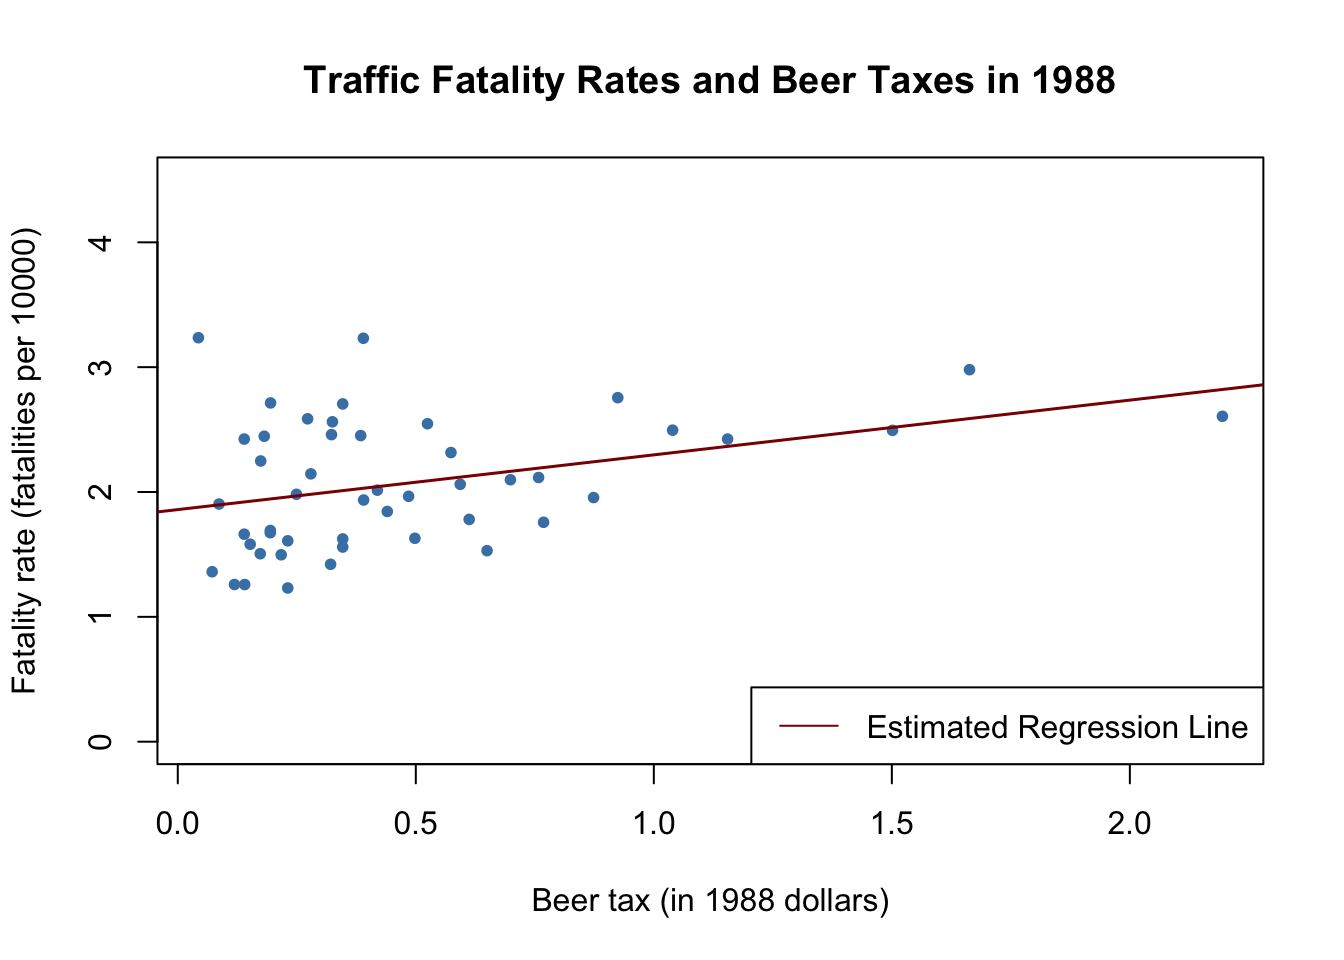 Traffic Fatality Rates and Beer Taxes in 1988
Fatality rate (fatalities per 10000)
4
3
2
1
0
Estimated Regression Line
0.0 0.5 1.0 1.5 2.0
Beer tax (in 1988 dollars)